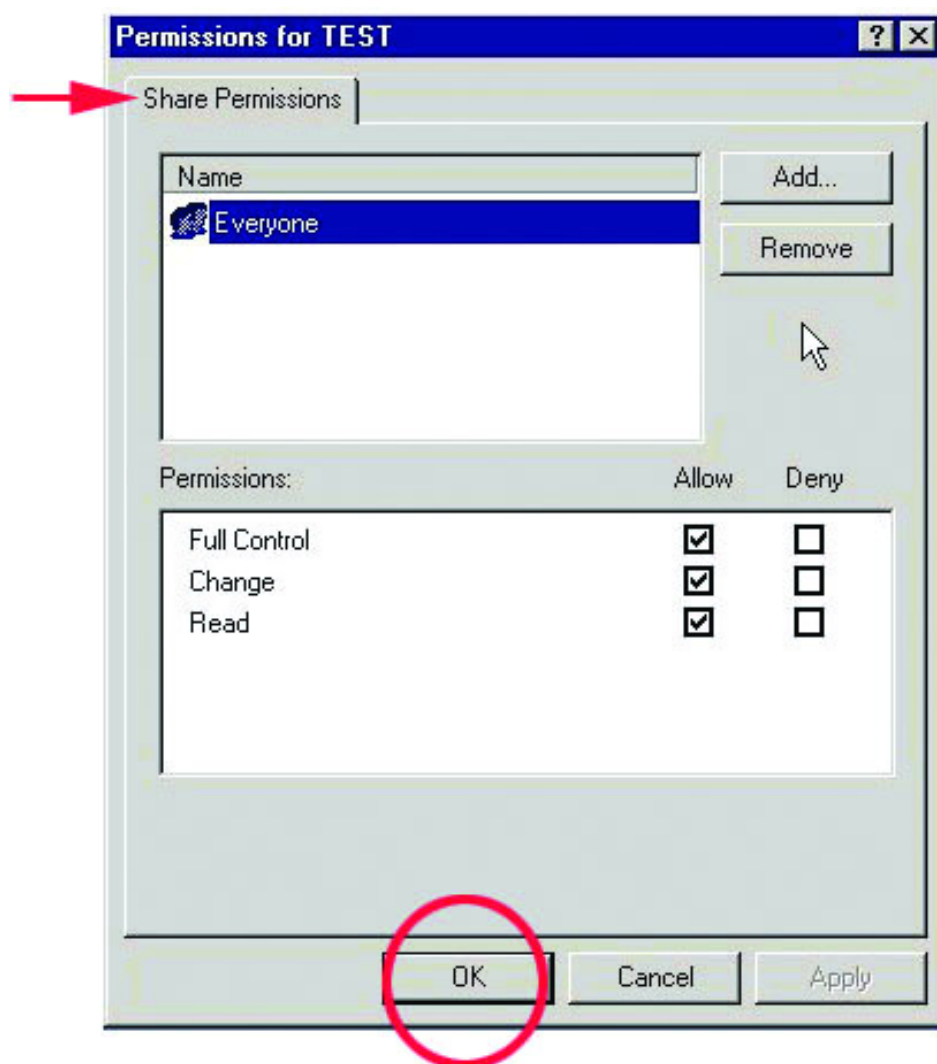 Permissions for TEST
Share Permissions
Name
Add...
Everyone
Remove
Permissions:
Allow Deny
Full Control
Change
Read
OK
Cancel
Apply